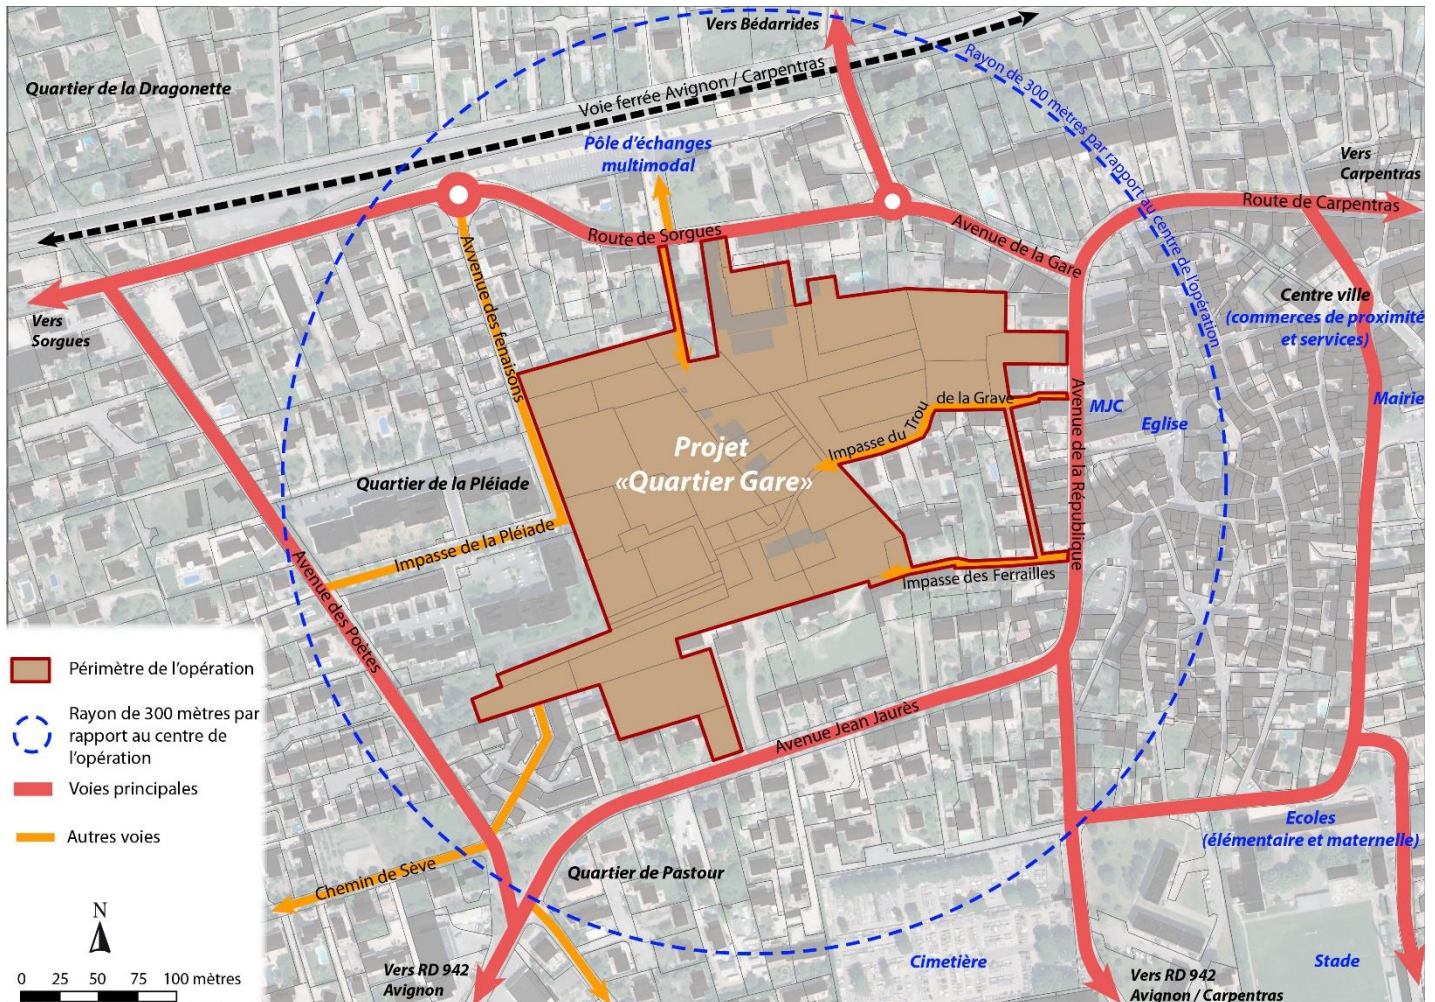 Vers Bédarrides
Quartier de la Dragonette
Voie ferrée Avignon / Carpentras
Rayon de 300 mètres par rapport au centre de l'opération
Pôle d'échanges
multimodal
Vers
Carpentras
Route de Carpentras
Route de Sorgues
Avenue de la Gare
Avvenue des fenaisons
Vers
Sorgues
Centre ville
(commerces de proximité
et services)
de la Grave
Impasse du Trou
MJC
Eglise
Mairie
Avenue de la République
Projet
«Quartier Gare»
Quartier de la Pléiade
Impasse de la Pléiade
Impasse des Ferrailles
Avenue des Poètes
Avenue Jean Jaurès
Périmètre de l'opération
Rayon de 300 mètres par
rapport au centre de
l'opération
Voies principales
Autres voies
Chemin de Sève
Quartier de Pastour
Ecoles
(élémentaire et maternelle)
N
0 25 50 75 100 mètres
Vers RD 942
Avignon
Cimetière
Vers RD 942
Avignon / Carpentras
Stade